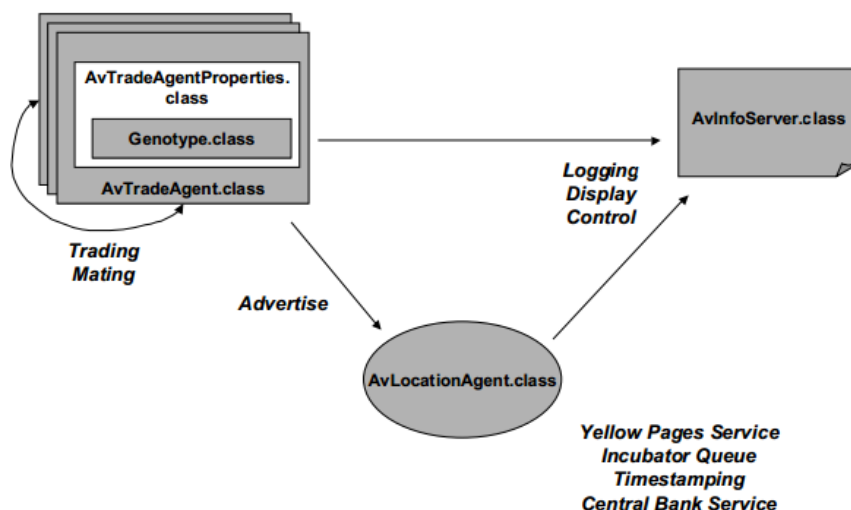 AvTradeAgentProperties.
class
Genotype.class
AvTradeAgent.class
AvInfoServer.class
Logging
Display
Control
Trading
Mating
Advertise
AvLocationAgent.class
Yellow Pages Service
Incubator Queue
Timestamping
Central Bank Service